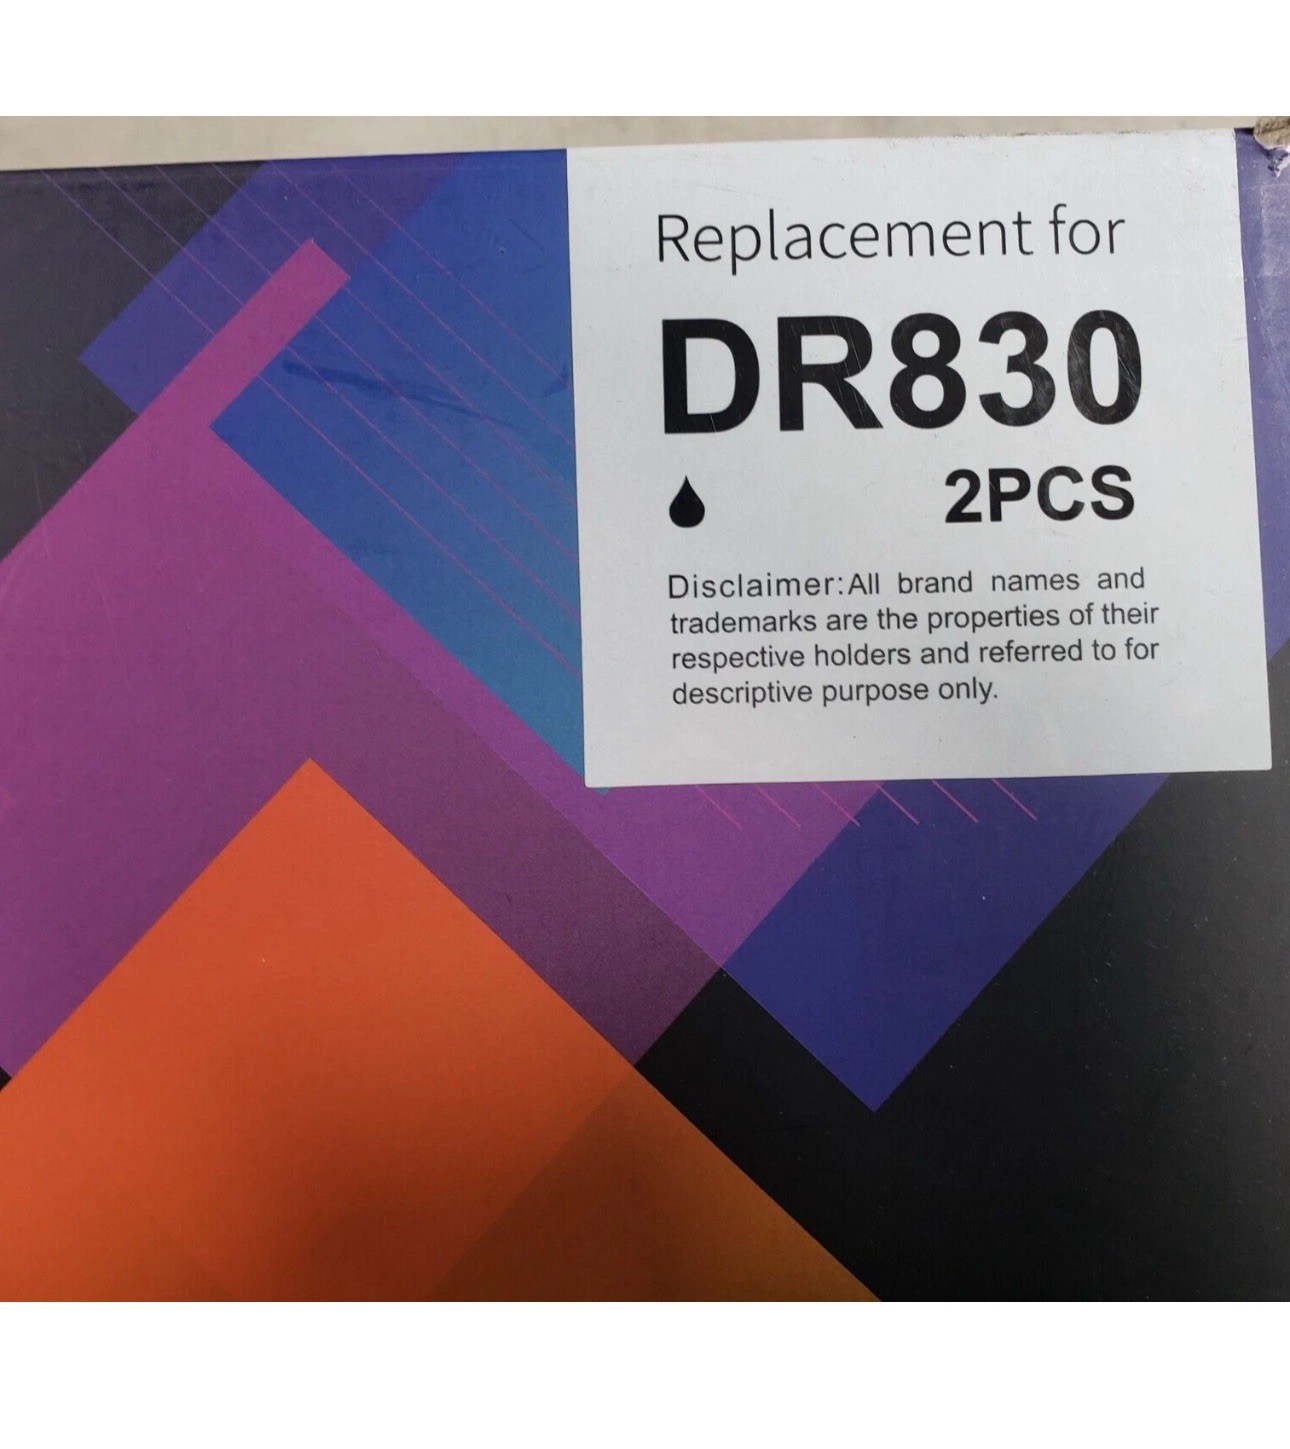 Replacement for
DR830
2PCS
Disclaimer:All brand names and
trademarks are the properties of their
respective holders and referred to for
descriptive purpose only.